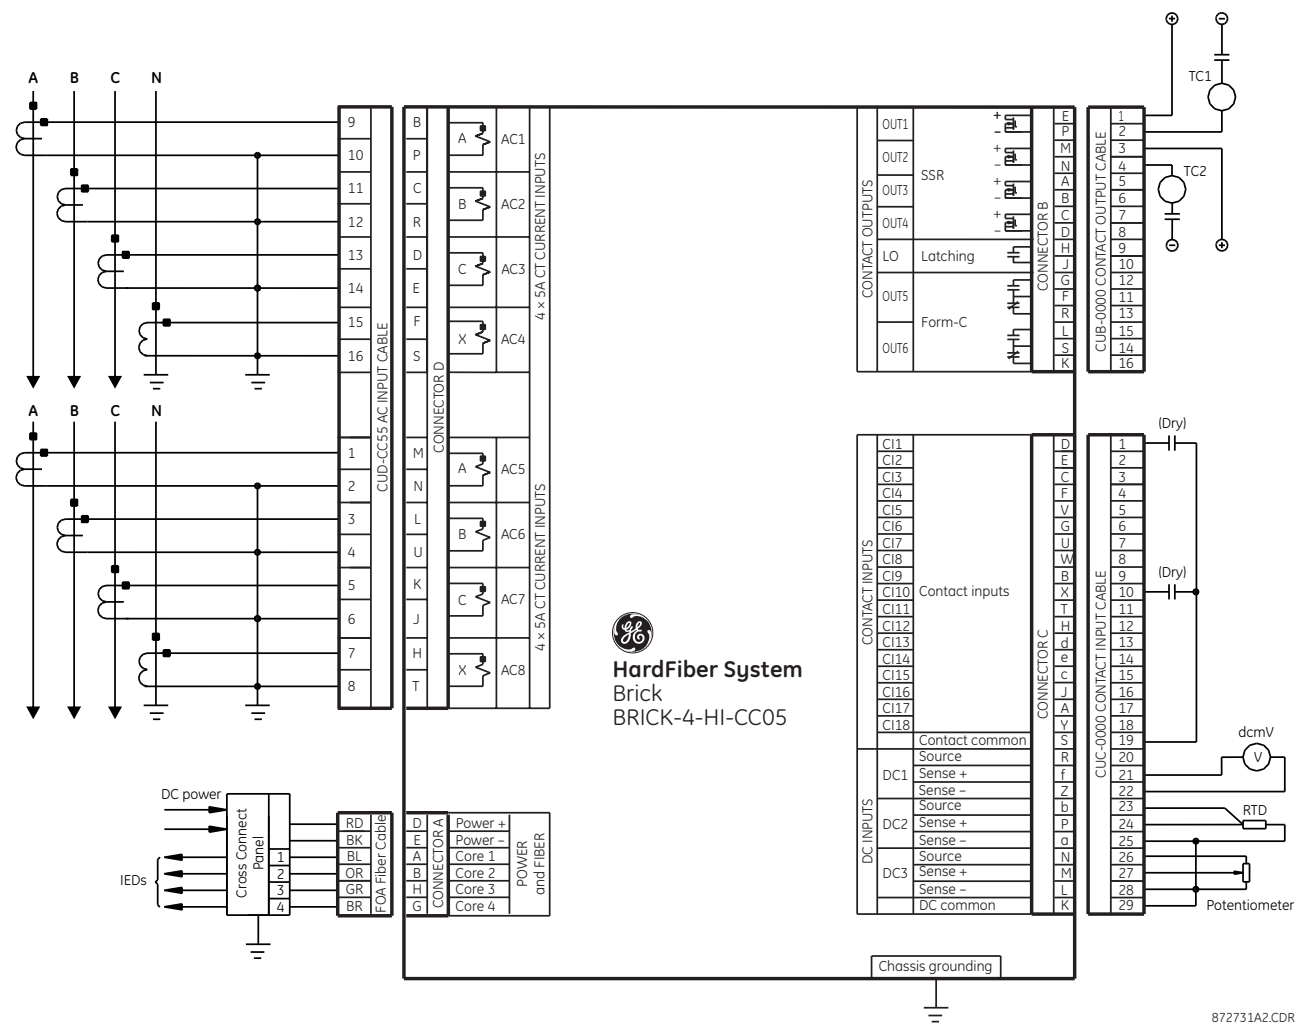 A B C N
9 B
10 P
A AC1
11 C
12 R
B AC2
13 D
14 E
C AC3
15 F
16 S
X AC4
4 × 5A CT CURRENT INPUTS
CUD-CC55 AC INPUT CABLE
CONNECTOR D
A B C N
1 M
2 N
A AC5
3 L
4 U
B AC6
5 K
6 J
C AC7
7 H
8 T
X AC8
4 × 5A CT CURRENT INPUTS
DC power
IEDs
Cross Connect
Panel
1
2
3
4
FOA Fiber Cable
CONNECTOR A
RD D Power +
BK E Power –
BL A Core 1
OR B Core 2
GR H Core 3
BR G Core 4
POWER
and FIBER
GE
HardFiber System
Brick
BRICK-4-HI-CC05
CONTACT OUTPUTS
OUT1
OUT2
OUT3
OUT4
SSR
+
–
+
–
+
–
+
–
LO Latching
OUT5
OUT6
Form-C
CONNECTOR B
CUB-0000 CONTACT OUTPUT CABLE
E 1
P 2
M 3
N 4
A 5
B 6
C 7
D 8
H 9
J 10
G 12
F 11
R 13
L 15
S 14
K 16
+ –
TC1
TC2
– +
CONTACT INPUTS
Contact inputs
CONNECTOR C
CUC-0000 CONTACT INPUT CABLE
CI1 D 1
CI2 E 2
CI3 C 3
CI4 F 4
CI5 V 5
CI6 G 6
CI7 U 7
CI8 W 8
CI9 B 9
CI10 X 10
CI11 T 11
CI12 H 12
CI13 d 13
CI14 e 14
CI15 c 15
CI16 J 16
CI17 A 17
CI18 Y 18
Contact common S 19
DC INPUTS
DC1
Source R 20
Sense + f 21
Sense – Z 22
DC2
Source b 23
Sense + P 24
Sense – a 25
DC3
Source N 26
Sense + M 27
Sense – L 28
DC common K 29
(Dry)
(Dry)
dcmV
V
RTD
Potentiometer
Chassis grounding
872731A2.CDR